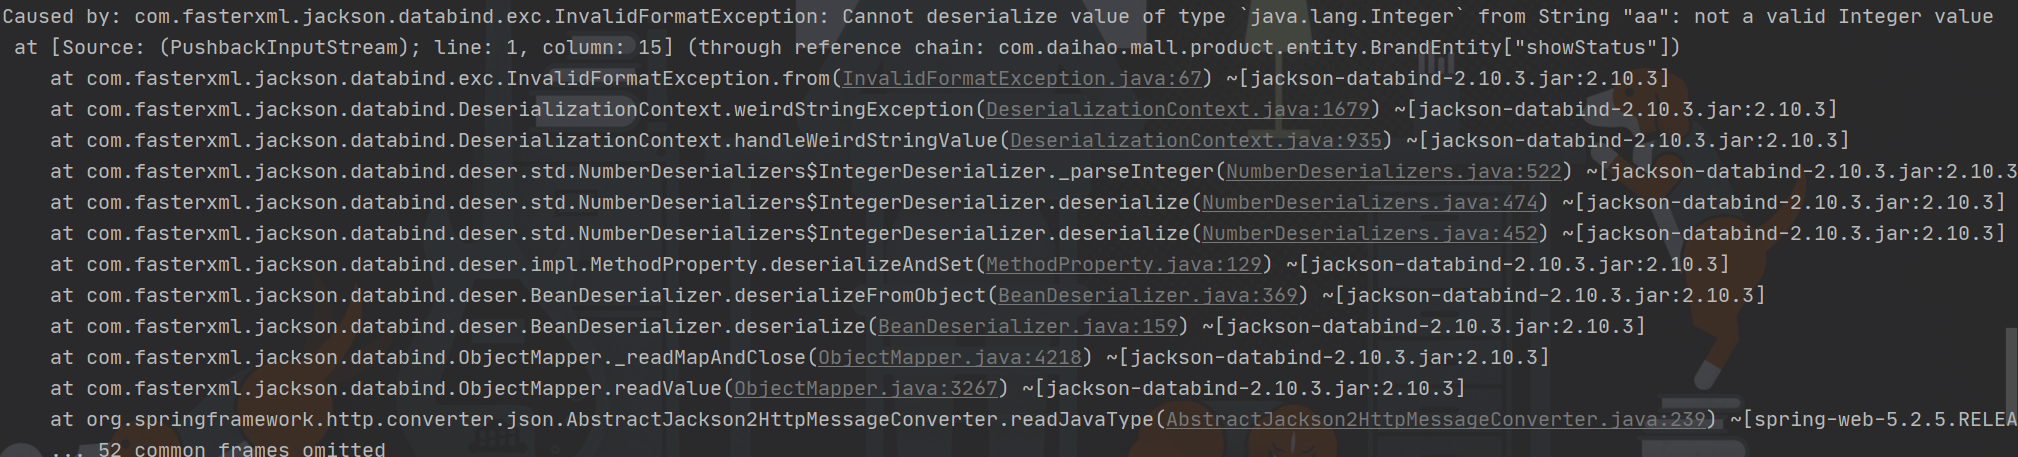 Caused by: com.fasterxml.jackson.databind.exc.InvalidFormatException: Cannot deserialize value of type `java.lang.Integer` from String "aa": not a valid Integer value
at [Source: (PushbackInputStream); line: 1, column: 15] (through reference chain: com.daihao.mall.product.entity.BrandEntity["showStatus"])
at com.fasterxml.jackson.databind.exc.InvalidFormatException.from(InvalidFormatException.java:67) ~[jackson-databind-2.10.3.jar:2.10.3]
at com.fasterxml.jackson.databind.DeserializationContext.weirdStringException(DeserializationContext.java:1679) ~[jackson-databind-2.10.3.jar:2.10.3]
at com.fasterxml.jackson.databind.DeserializationContext.handleWeirdStringValue(DeserializationContext.java:935) ~[jackson-databind-2.10.3.jar:2.10.3]
at com.fasterxml.jackson.databind.deser.std.NumberDeserializers$IntegerDeserializer._parseInteger(NumberDeserializers.java:522) ~[jackson-databind-2.10.3.jar:2.10.3
at com.fasterxml.jackson.databind.deser.std.NumberDeserializers$IntegerDeserializer.deserialize(NumberDeserializers.java:474) ~[jackson-databind-2.10.3.jar:2.10.3]
at com.fasterxml.jackson.databind.deser.std.NumberDeserializers$IntegerDeserializer.deserialize(NumberDeserializers.java:452) ~[jackson-databind-2.10.3.jar:2.10.3]
at com.fasterxml.jackson.databind.deser.impl.MethodProperty.deserializeAndSet(MethodProperty.java:129) ~[jackson-databind-2.10.3.jar:2.10.3]
at com.fasterxml.jackson.databind.deser.BeanDeserializer.deserializeFromObject(BeanDeserializer.java:369) ~[jackson-databind-2.10.3.jar:2.10.3]
at com.fasterxml.jackson.databind.deser.BeanDeserializer.deserialize(BeanDeserializer.java:159) ~[jackson-databind-2.10.3.jar:2.10.3]
at com.fasterxml.jackson.databind.ObjectMapper._readMapAndClose(ObjectMapper.java:4218) ~[jackson-databind-2.10.3.jar:2.10.3]
at com.fasterxml.jackson.databind.ObjectMapper.readValue(ObjectMapper.java:3267) ~[jackson-databind-2.10.3.jar:2.10.3]
at org.springframework.http.converter.json.AbstractJackson2HttpMessageConverter.readJavaType(AbstractJackson2HttpMessageConverter.java:239) ~[spring-web-5.2.5.RELEA
... 52 common frames omitted